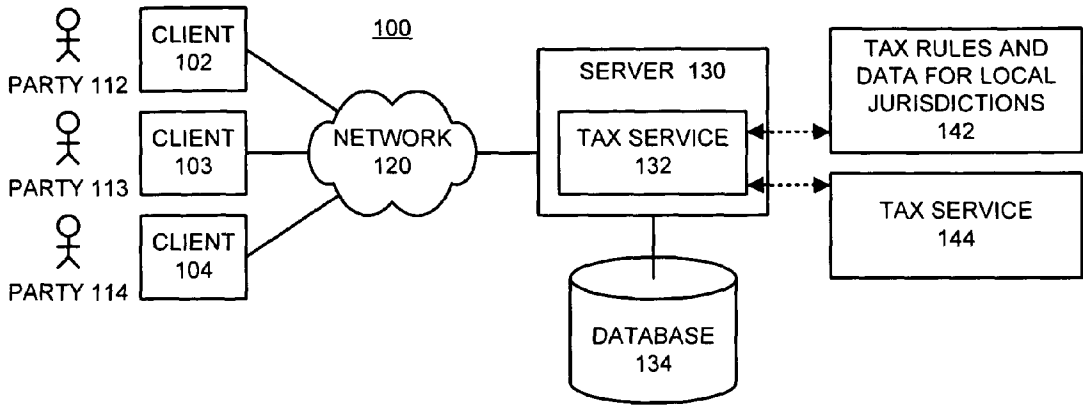 100
CLIENT
102
PARTY 112
CLIENT
103
PARTY 113
CLIENT
104
PARTY 114
NETWORK
120
SERVER 130
TAX SERVICE
132
DATABASE
134
TAX RULES AND
DATA FOR LOCAL
JURISDICTIONS
142
TAX SERVICE
144